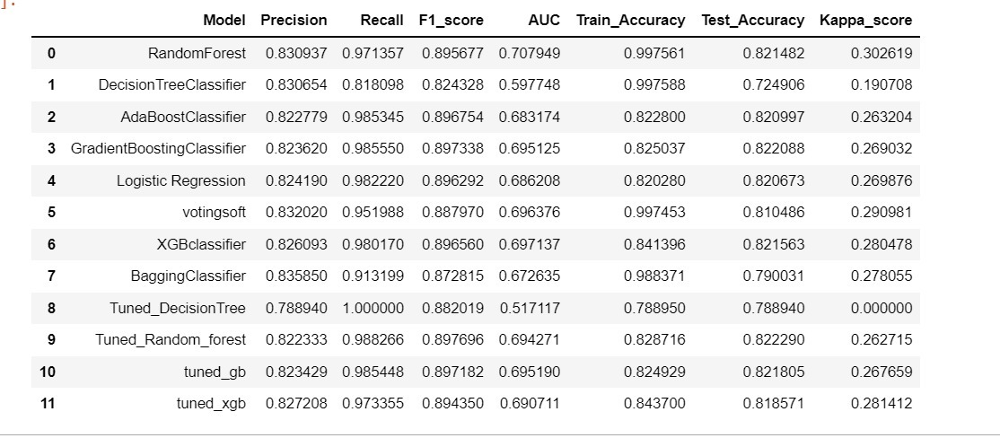 ]:
Model Precision Recall F1_score AUC Train_Accuracy Test_Accuracy Kappa_score
0 RandomForest 0.830937 0.971357 0.895677 0.707949 0.997561 0.821482 0.302619
1 DecisionTreeClassifier 0.830654 0.818098 0.824328 0.597748 0.997588 0.724906 0.190708
2 AdaBoostClassifier 0.822779 0.985345 0.896754 0.683174 0.822800 0.820997 0.263204
3 GradientBoostingClassifier 0.823620 0.985550 0.897338 0.695125 0.825037 0.822088 0.269032
4 Logistic Regression 0.824190 0.982220 0.896292 0.686208 0.820280 0.820673 0.269876
5 votingsoft 0.832020 0.951988 0.887970 0.696376 0.997453 0.810486 0.290981
6 XGBclassifier 0.826093 0.980170 0.896560 0.697137 0.841396 0.821563 0.280478
7 BaggingClassifier 0.835850 0.913199 0.872815 0.672635 0.988371 0.790031 0.278055
8 Tuned_DecisionTree 0.788940 1.000000 0.882019 0.517117 0.788950 0.788940 0.000000
9 Tuned_Random_forest 0.822333 0.988266 0.897696 0.694271 0.828716 0.822290 0.262715
10 tuned_gb 0.823429 0.985448 0.897182 0.695190 0.824929 0.821805 0.267659
11 tuned_xgb 0.827208 0.973355 0.894350 0.690711 0.843700 0.818571 0.281412